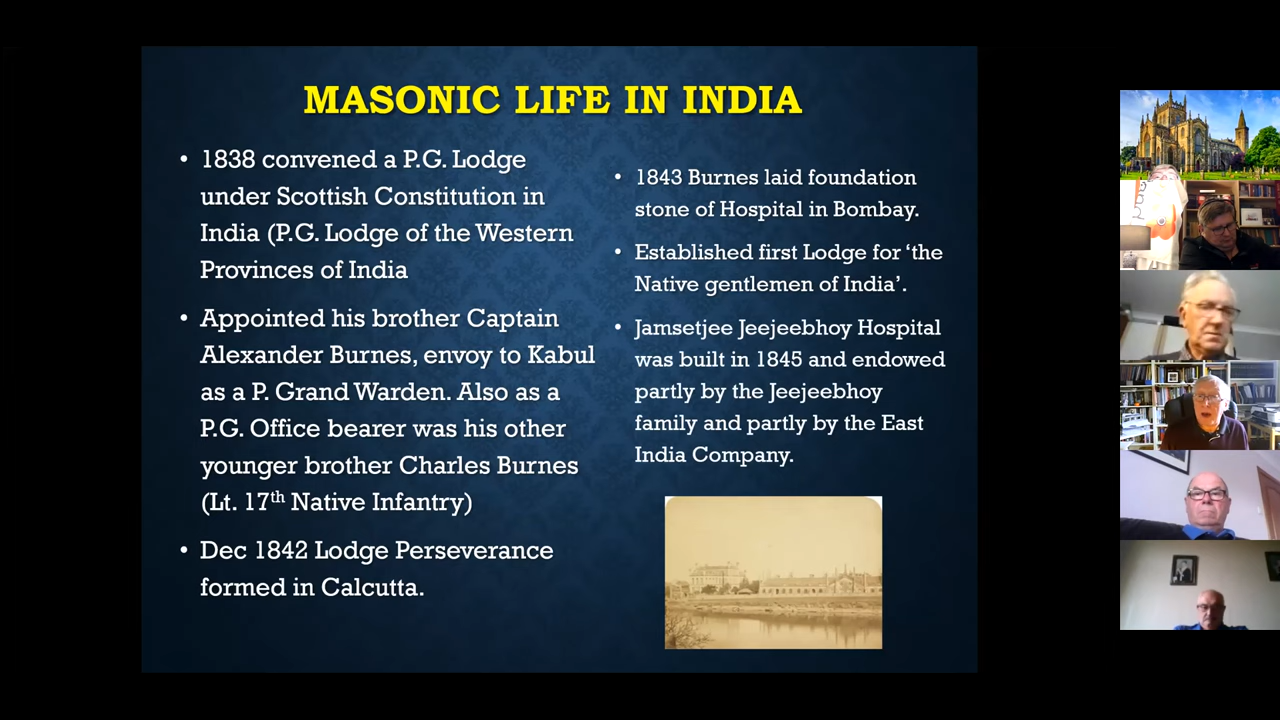 MASONIC LIFE IN INDIA
• 1838 convened a P.G. Lodge
under Scottish Constitution in
India (P.G. Lodge of the Western
Provinces of India
• Appointed his brother Captain
Alexander Burnes, envoy to Kabul
as a P. Grand Warden. Also as a
P.G. Office bearer was his other
younger brother Charles Burnes
(Lt. 17th Native Infantry)
• Dec 1842 Lodge Perseverance
formed in Calcutta.
• 1843 Burnes laid foundation
stone of Hospital in Bombay.
• Established first Lodge for ‘the
Native gentlemen of India’.
• Jamsetjee Jeejeebhoy Hospital
was built in 1845 and endowed
partly by the Jeejeebhoy
family and partly by the East
India Company.